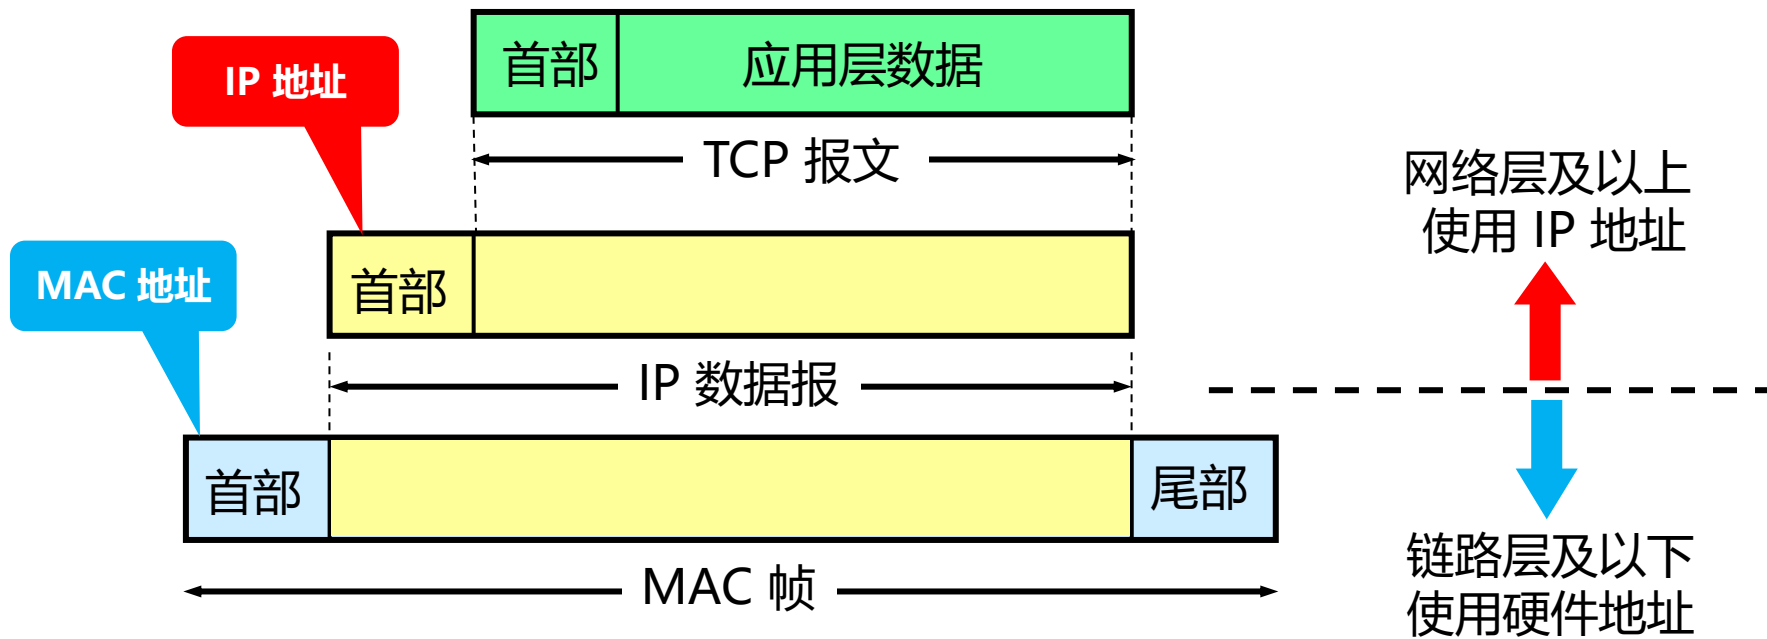 首部
应用层数据
IP 地址
TCP 报文
网络层及以上
使用 IP 地址
MAC 地址
首部
IP 数据报
首部
尾部
MAC 帧
链路层及以下
使用硬件地址